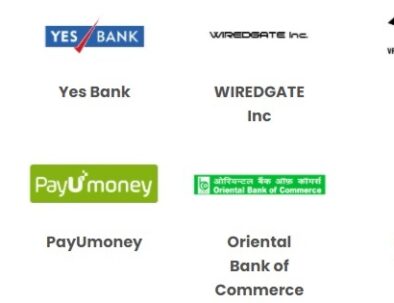 YES BANK
WIREDGATE Inc.
Yes Bank
WIREDGATE
Inc
PayUmoney
ओरियन्टल बैंक ऑफ़ कॉमर्स
Oriental Bank of Commerce
PayUmoney
Oriental
Bank of
Commerce